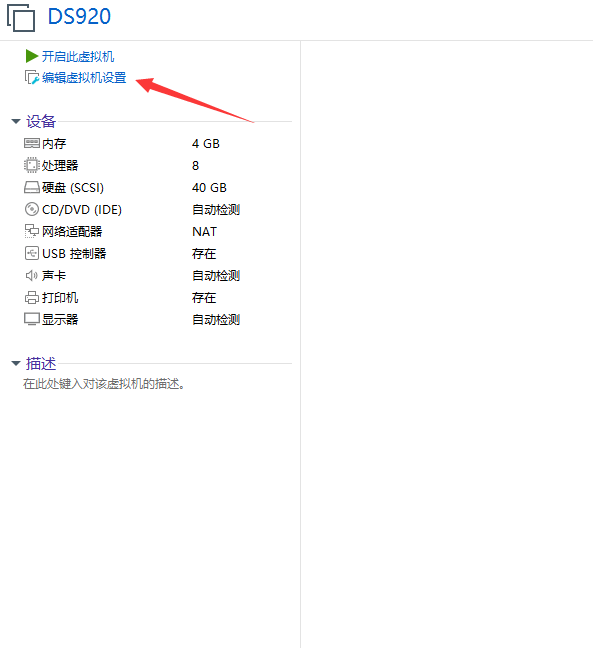 DS920
开启此虚拟机
编辑虚拟机设置
设备
内存 4 GB
处理器 8
硬盘 (SCSI) 40 GB
CD/DVD (IDE) 自动检测
网络适配器 NAT
USB 控制器 存在
声卡 自动检测
打印机 存在
显示器 自动检测
描述
在此处键入对该虚拟机的描述。